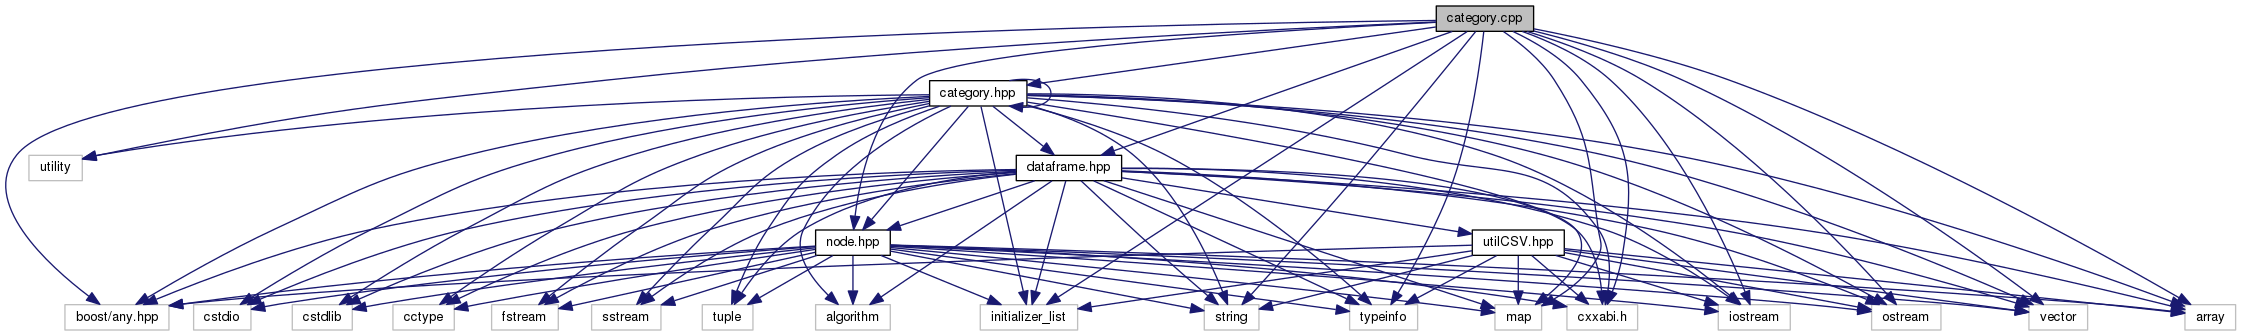 category.cpp
category.hpp
utility
dataframe.hpp
node.hpp
utilCSV.hpp
boost/any.hpp
cstdio
cstdlib
cctype
fstream
sstream
tuple
algorithm
initializer_list
string
typeinfo
map
cxxabi.h
iostream
ostream
vector
array